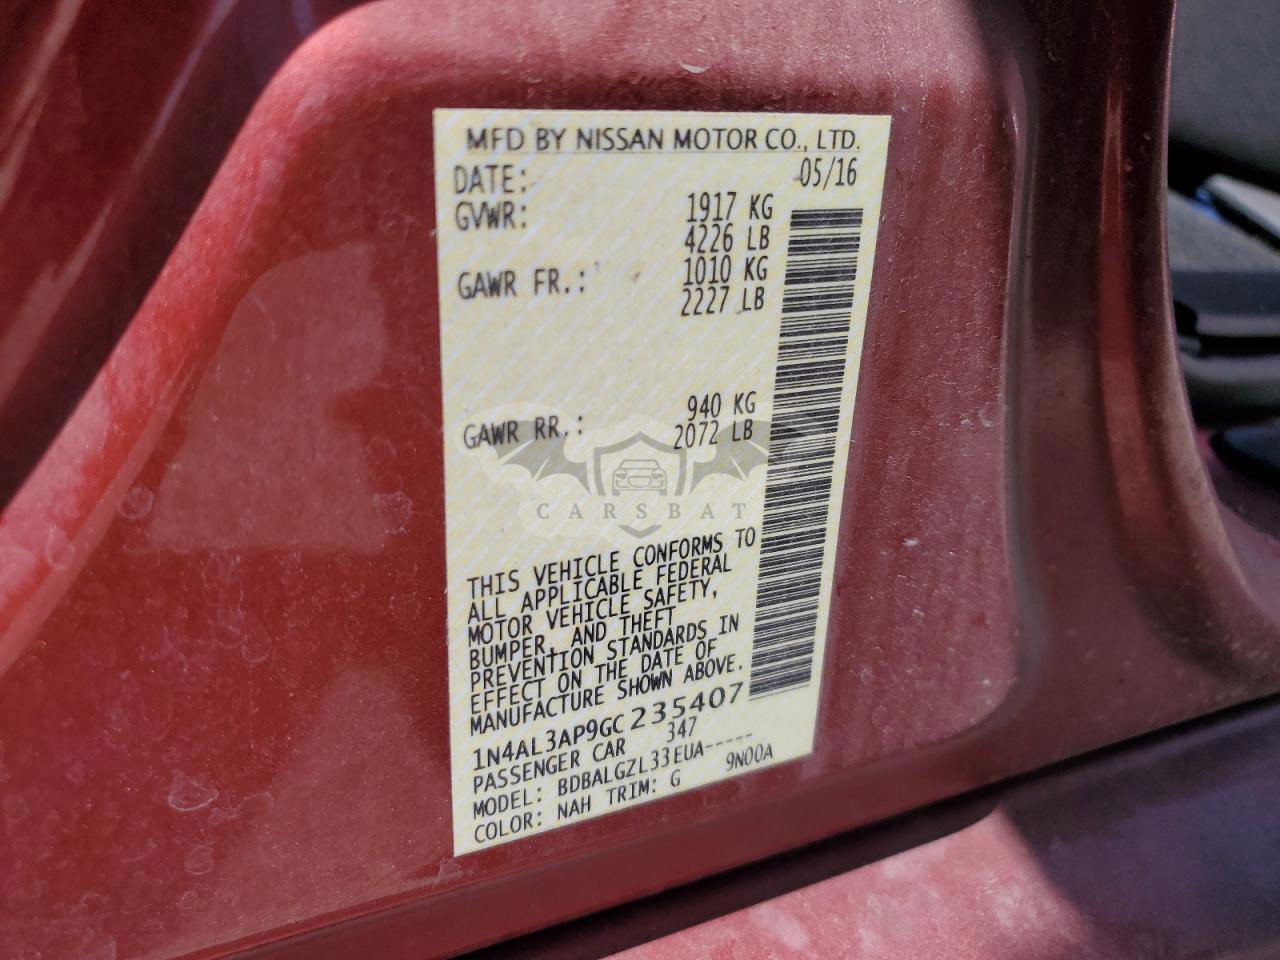 MFD BY NISSAN MOTOR CO., LTD.
DATE: 05/16
GVWR: 1917 KG
4226 LB
GAWR FR.: 1010 KG
2227 LB
GAWR RR.: 940 KG
2072 LB
CARSBAT
THIS VEHICLE CONFORMS TO
ALL APPLICABLE FEDERAL
MOTOR VEHICLE SAFETY,
BUMPER, AND THEFT
PREVENTION STANDARDS IN
EFFECT ON THE DATE OF
MANUFACTURE SHOWN ABOVE.
1N4AL3AP9GC235407
PASSENGER CAR 347
MODEL: BDBALGZL33EUA-----
COLOR: NAH TRIM: G 9N00A